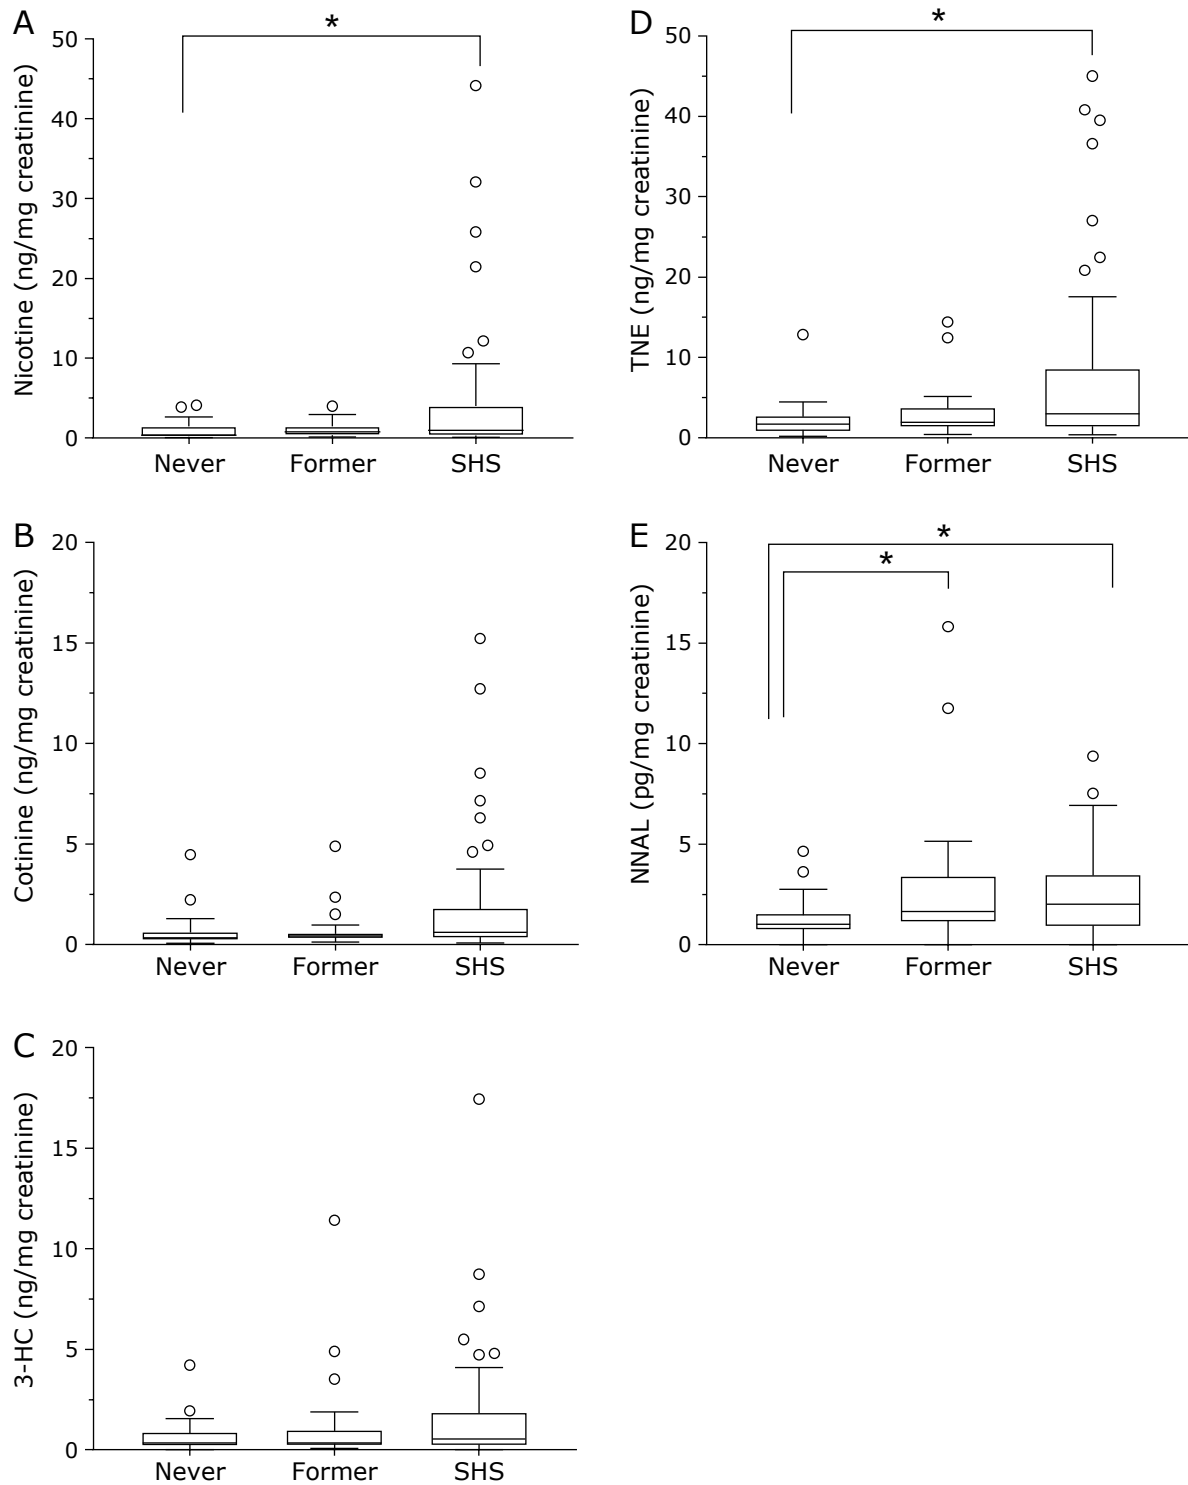 A
Nicotine (ng/mg creatinine)
50
40
30
20
10
0
*
Never Former SHS
D
TNE (ng/mg creatinine)
50
40
30
20
10
0
*
Never Former SHS
B
Cotinine (ng/mg creatinine)
20
15
10
5
0
Never Former SHS
E
NNAL (pg/mg creatinine)
20
15
10
5
0
*
*
Never Former SHS
C
3-HC (ng/mg creatinine)
20
15
10
5
0
Never Former SHS